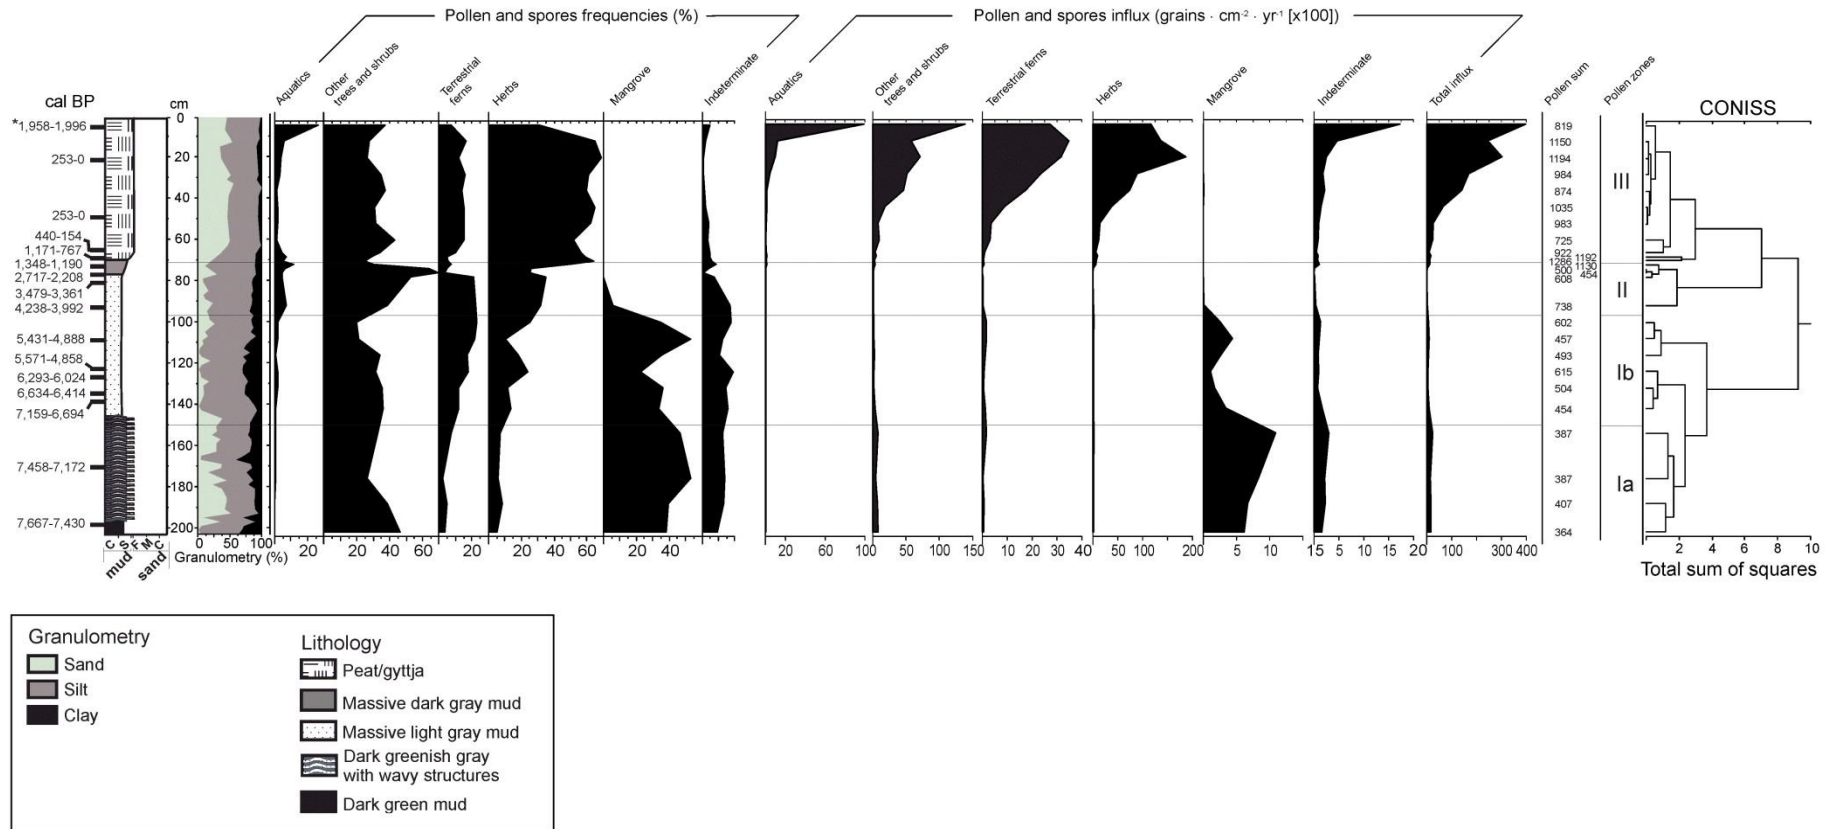 Pollen and spores frequencies (%)
Pollen and spores influx (grains · cm-2 · yr-1 [x100])
Aquatics
Other
trees and shrubs
Terrestrial
ferns
Herbs
Mangrove
Indeterminate
Aquatics
Other
trees and shrubs
Terrestrial ferns
Herbs
Mangrove
Indeterminate
Total influx
Pollen sum
Pollen zones
CONISS
cal BP
cm
*1,958-1,996
253-0
253-0
440-154
1,171-767
1,348-1,190
2,717-2,208
3,479-3,361
4,238-3,992
5,431-4,888
5,571-4,858
6,293-6,024
6,634-6,414
7,159-6,694
7,458-7,172
7,667-7,430
0
20
40
60
80
100
120
140
160
180
200
C S F M C
mud sand
0 50 100
Granulometry (%)
20
20 40 60
20
20 40 60
20 40
20
20 60 100
50 100 150
20 40
50 100 200
5 10 15
5 10 15 20
100 300 400
819
1150
1194
984
874
1035
983
725
922
1286
1192
500
1130
608
454
738
602
457
493
615
504
454
387
387
407
364
III
II
Ib
Ia
2 4 6 8 10
Total sum of squares
Granulometry
Sand
Silt
Clay
Lithology
Peat/gyttja
Massive dark gray mud
Massive light gray mud
Dark greenish gray
with wavy structures
Dark green mud